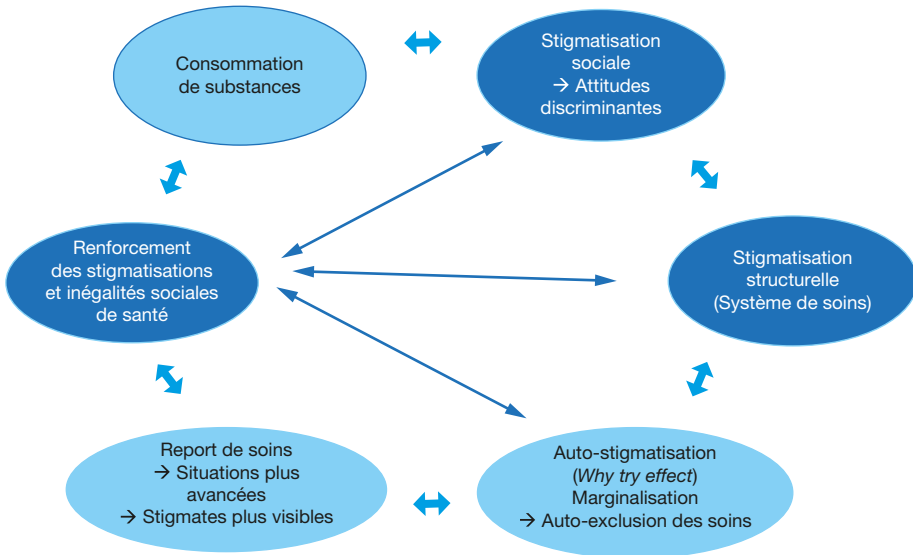 Consommation
de substances
Stigmatisation
sociale
→ Attitudes
discriminantes
Renforcement
des stigmatisations
et inégalités sociales
de santé
Stigmatisation
structurelle
(Système de soins)
Report de soins
→ Situations plus
avancées
→ Stigmates plus visibles
Auto-stigmatisation
(Why try effect)
Marginalisation
→ Auto-exclusion des soins